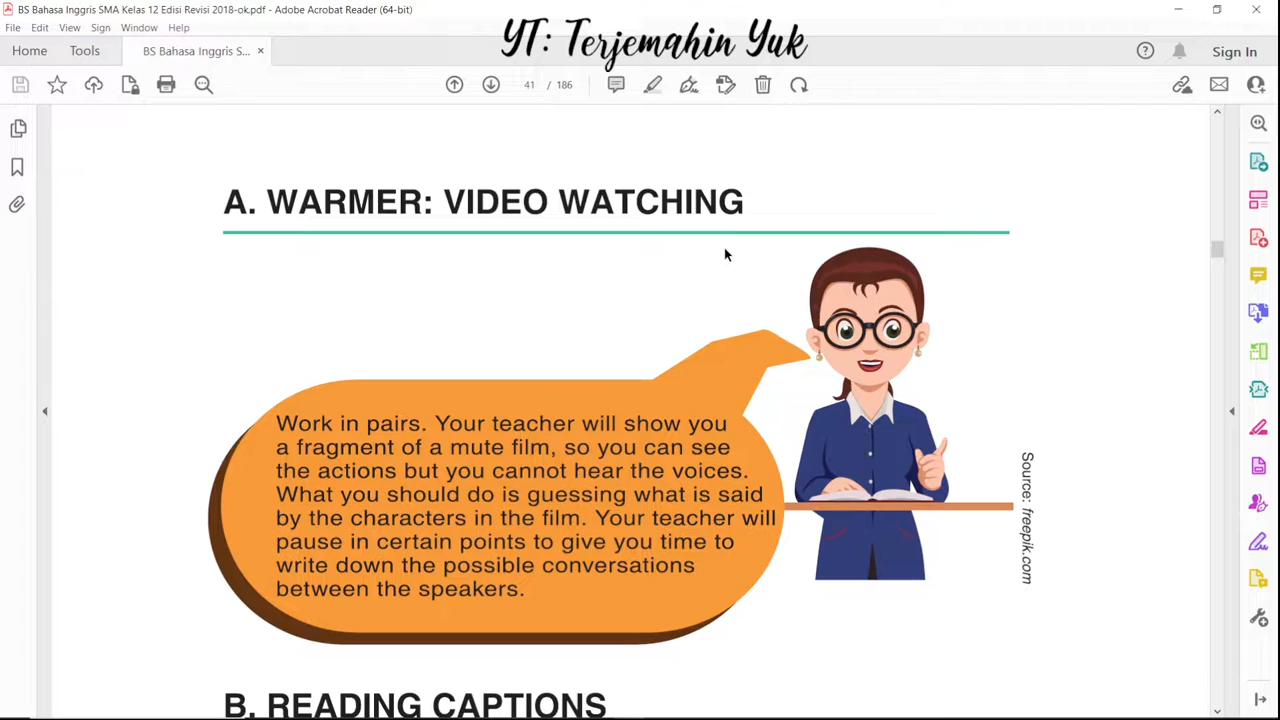 BS Bahasa Inggris SMA Kelas 12 Edisi Revisi 2018-ok.pdf - Adobe Acrobat Reader (64-bit)
File Edit View Sign Window Help
YT: Terjemahin Yuk
Home Tools BS Bahasa Inggris S... × Sign In
41 / 186
A. WARMER: VIDEO WATCHING
Work in pairs. Your teacher will show you
a fragment of a mute film, so you can see
the actions but you cannot hear the voices.
What you should do is guessing what is said
by the characters in the film. Your teacher will
pause in certain points to give you time to
write down the possible conversations
between the speakers.
Source: freepik.com
B. READING CAPTIONS